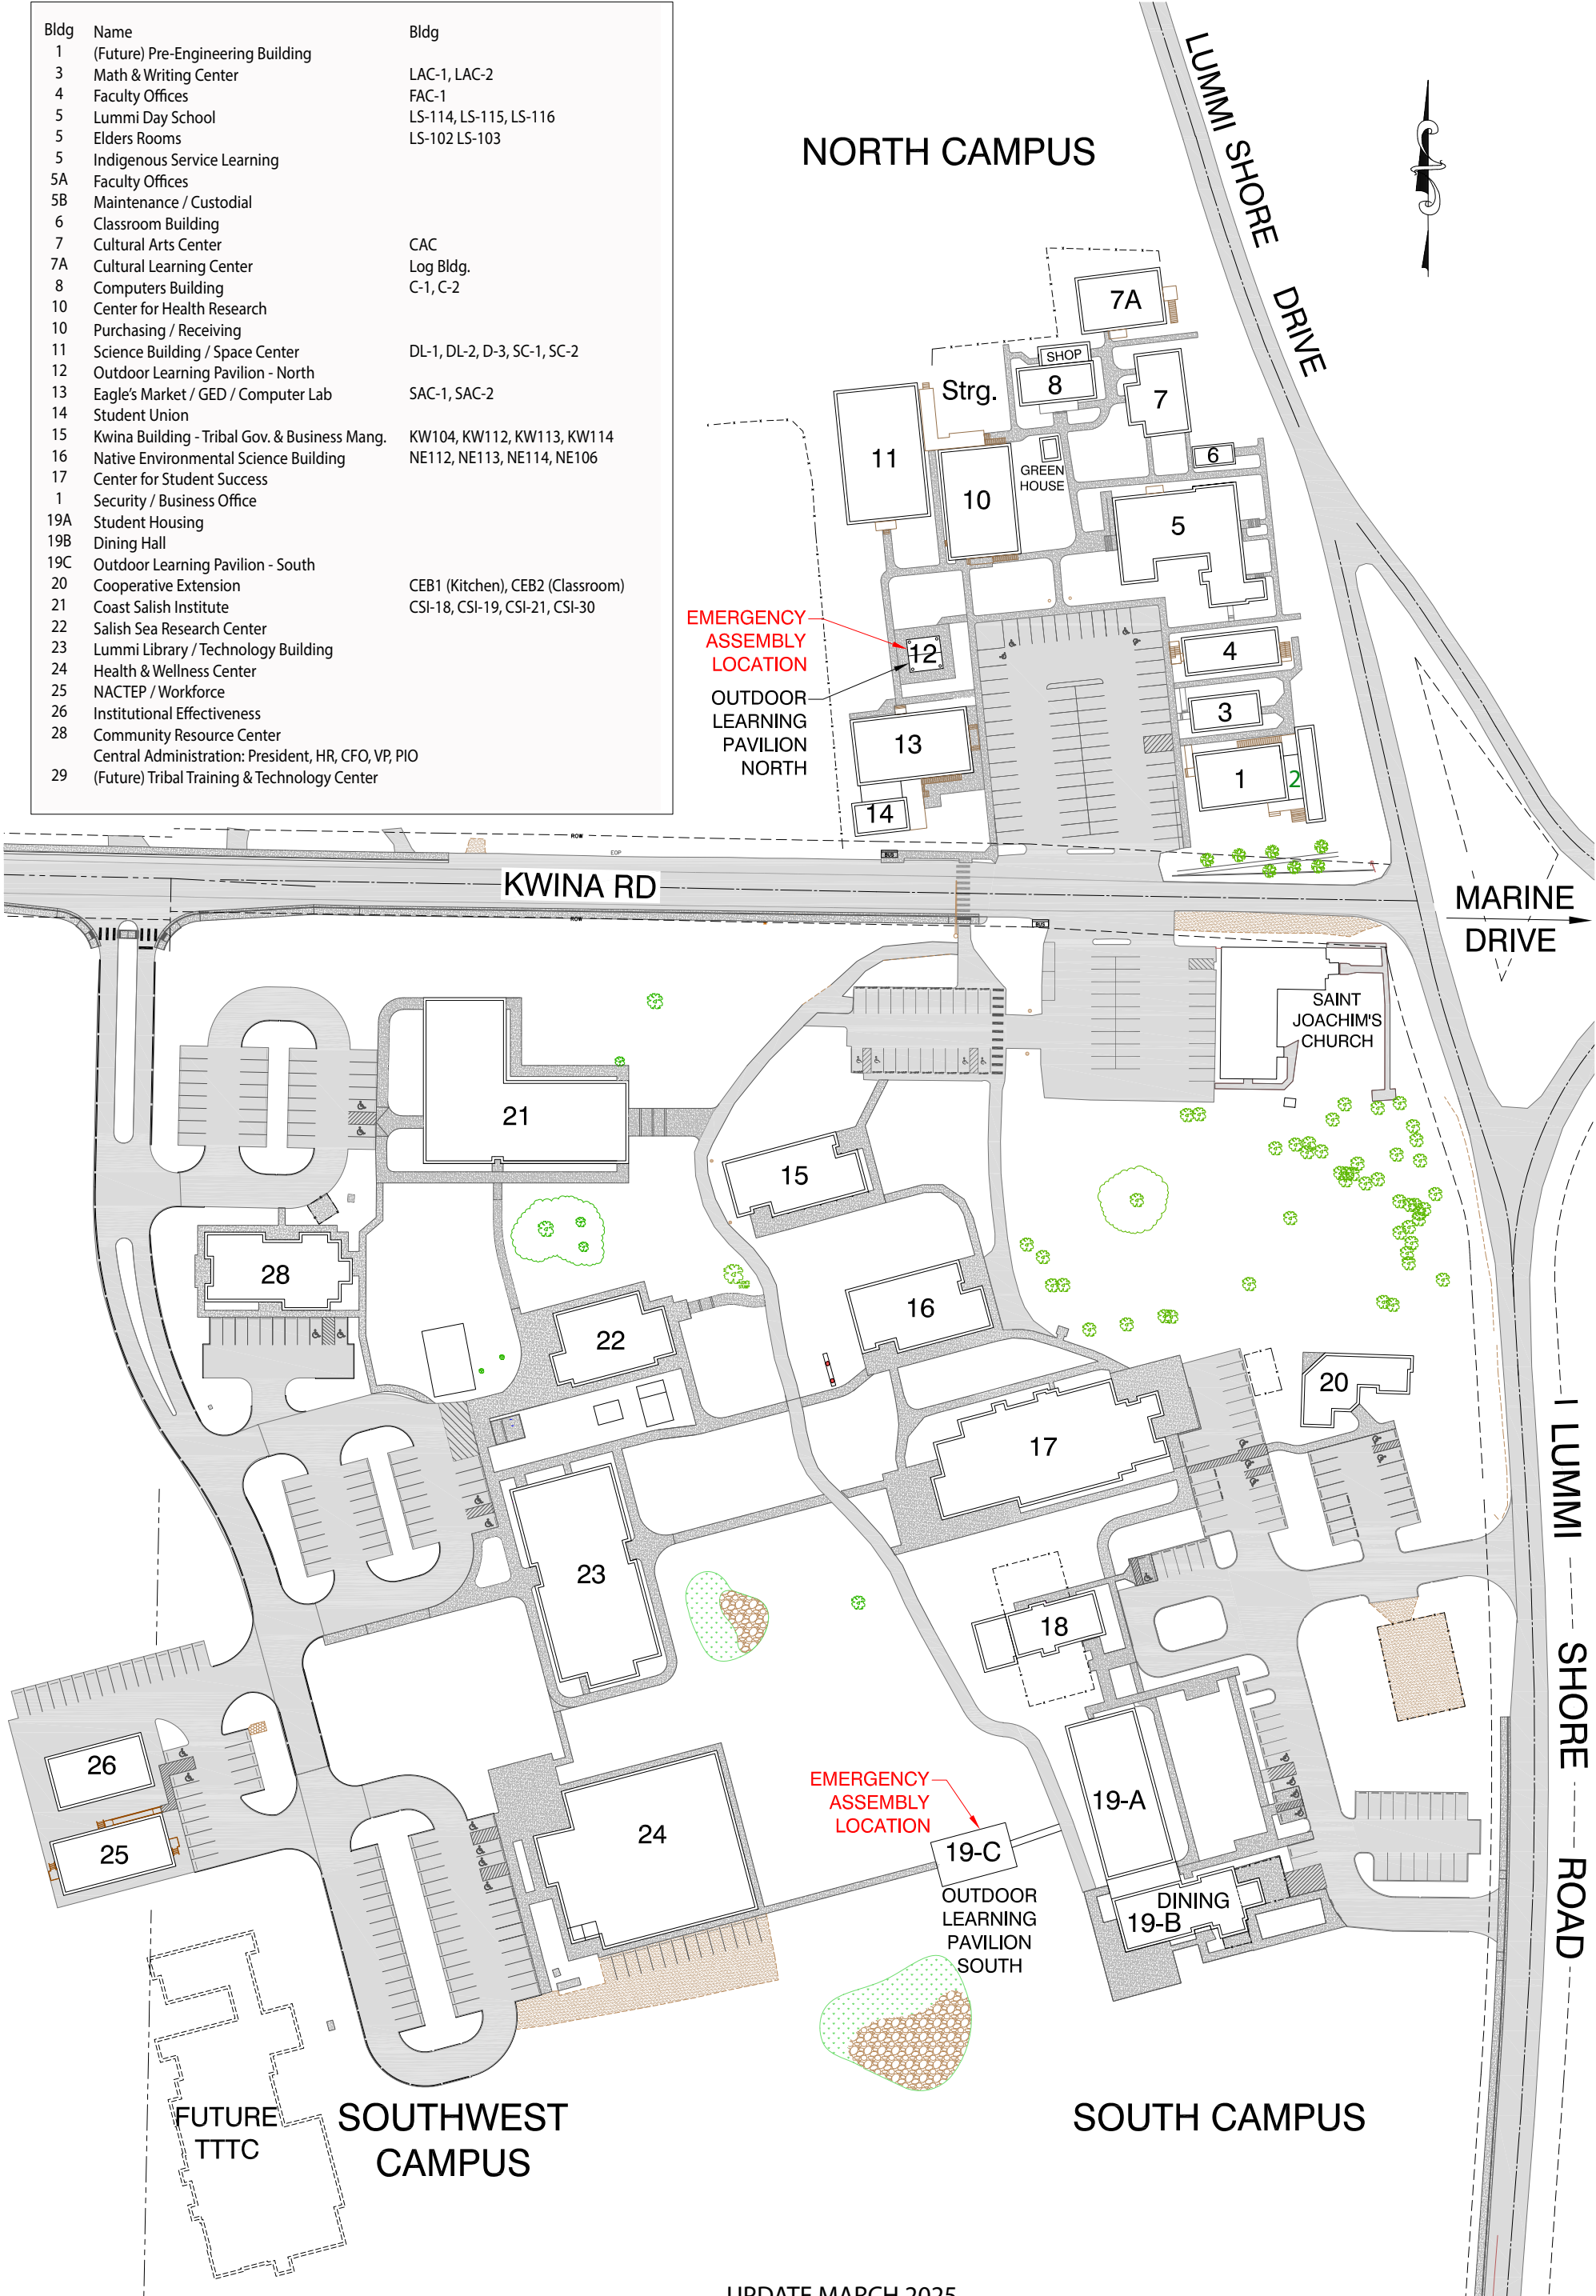 Bldg Name Bldg
1 (Future) Pre-Engineering Building
3 Math & Writing Center LAC-1, LAC-2
4 Faculty Offices FAC-1
5 Lummi Day School LS-114, LS-115, LS-116
5 Elders Rooms LS-102 LS-103
5 Indigenous Service Learning
5A Faculty Offices
5B Maintenance / Custodial
6 Classroom Building
7 Cultural Arts Center CAC
7A Cultural Learning Center Log Bldg.
8 Computers Building C-1, C-2
10 Center for Health Research
10 Purchasing / Receiving
11 Science Building / Space Center DL-1, DL-2, D-3, SC-1, SC-2
12 Outdoor Learning Pavilion - North
13 Eagle's Market / GED / Computer Lab SAC-1, SAC-2
14 Student Union
15 Kwina Building - Tribal Gov. & Business Mang. KW104, KW112, KW113, KW114
16 Native Environmental Science Building NE112, NE113, NE114, NE106
17 Center for Student Success
1 Security / Business Office
19A Student Housing
19B Dining Hall
19C Outdoor Learning Pavilion - South
20 Cooperative Extension CEB1 (Kitchen), CEB2 (Classroom)
21 Coast Salish Institute CSI-18, CSI-19, CSI-21, CSI-30
22 Salish Sea Research Center
23 Lummi Library / Technology Building
24 Health & Wellness Center
25 NACTEP / Workforce
26 Institutional Effectiveness
28 Community Resource Center
Central Administration: President, HR, CFO, VP, PIO
29 (Future) Tribal Training & Technology Center
NORTH CAMPUS
LUMMI SHORE DRIVE
7A
SHOP
8
7
Strg.
11
GREEN
HOUSE
6
10
5
EMERGENCY
ASSEMBLY
LOCATION
12
4
OUTDOOR
LEARNING
PAVILION
NORTH
3
13
1
2
14
ROW
EOP
BUS
KWINA RD
MARINE
DRIVE
ROW
BUS
SAINT
JOACHIM'S
CHURCH
21
15
28
16
22
20
17
23
18
I LUMMI SHORE ROAD
26
25
24
EMERGENCY
ASSEMBLY
LOCATION
19-A
19-C
OUTDOOR
LEARNING
PAVILION
SOUTH
DINING
19-B
FUTURE
TTTC
SOUTHWEST
CAMPUS
SOUTH CAMPUS
UPDATE MARCH 2025